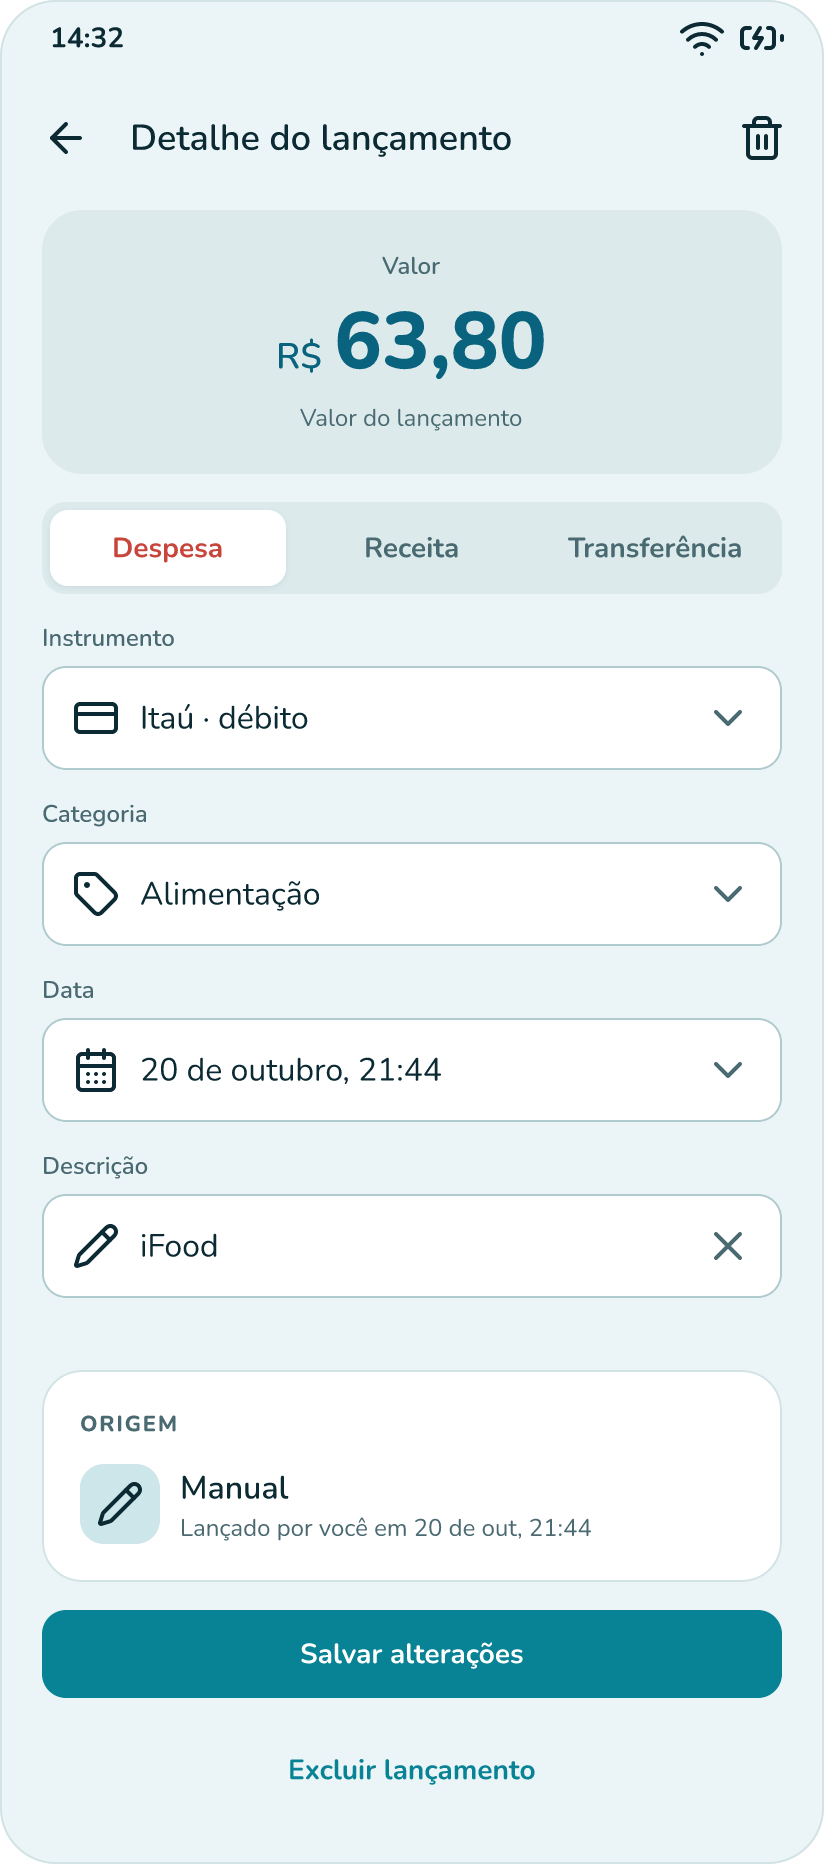 14:32
Detalhe do lançamento
Valor
R$ 63,80
Valor do lançamento
Despesa
Receita
Transferência
Instrumento
Itaú · débito
Categoria
Alimentação
Data
20 de outubro, 21:44
Descrição
iFood
ORIGEM
Manual
Lançado por você em 20 de out, 21:44
Salvar alterações
Excluir lançamento